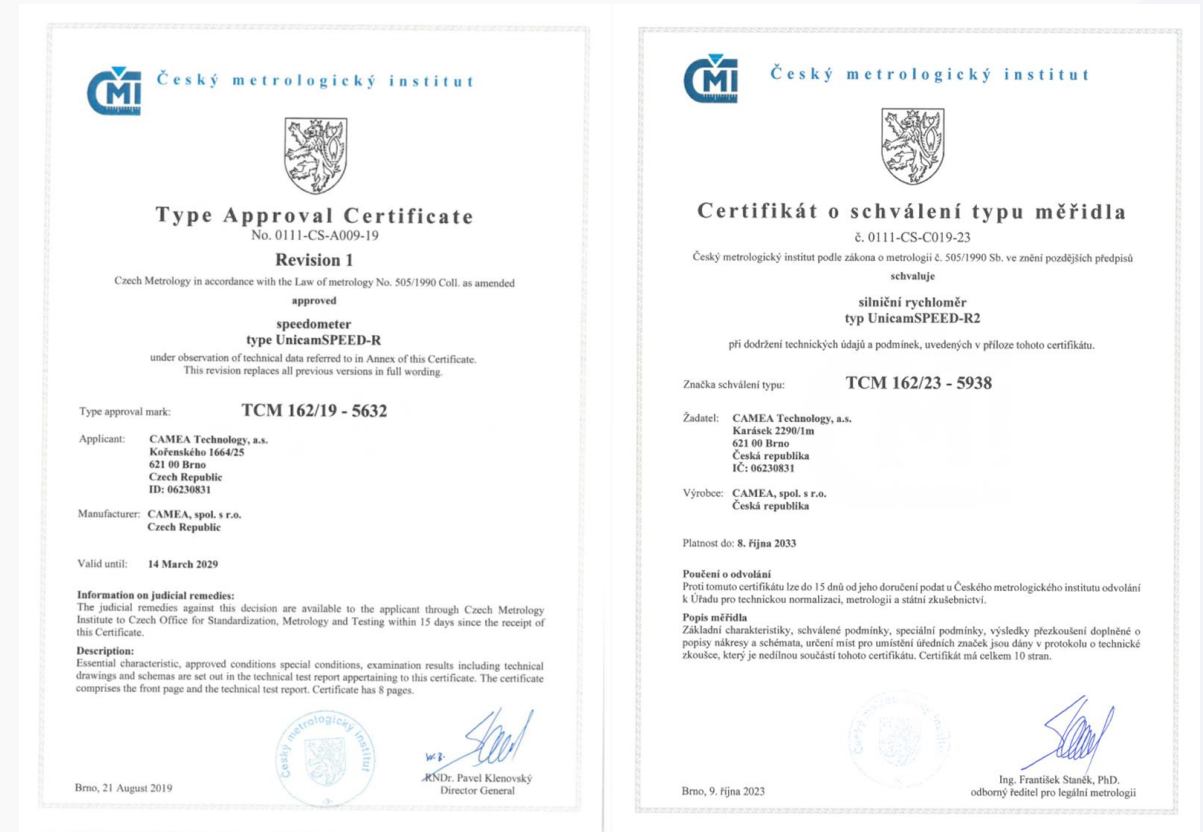 ČMI Český metrologický institut
Type Approval Certificate
No. 0111-CS-A009-19
Revision 1
Czech Metrology in accordance with the Law of metrology No. 505/1990 Coll. as amended
approved
speedometer
type UnicamSPEED-R
under observation of technical data referred to in Annex of this Certificate.
This revision replaces all previous versions in full wording.
Type approval mark: TCM 162/19 - 5632
Applicant: CAMEA Technology, a.s.
Kořenského 1664/25
621 00 Brno
Czech Republic
ID: 06230831
Manufacturer: CAMEA, spol. s r.o.
Czech Republic
Valid until: 14 March 2029
Information on judicial remedies:
The judicial remedies against this decision are available to the applicant through Czech Metrology
Institute to Czech Office for Standardization, Metrology and Testing within 15 days since the receipt of
this Certificate.
Description:
Essential characteristic, approved conditions special conditions, examination results including technical
drawings and schemas are set out in the technical test report appertaining to this certificate. The certificate
comprises the front page and the technical test report. Certificate has 8 pages.
Český metrologický institut
RNDr. Pavel Klenovský
Director General
Brno, 21 August 2019
ČMI Český metrologický institut
Certifikát o schválení typu měřidla
č. 0111-CS-C019-23
Český metrologický institut podle zákona o metrologii č. 505/1990 Sb. ve znění pozdějších předpisů
schvaluje
silniční rychloměr
typ UnicamSPEED-R2
při dodržení technických údajů a podmínek, uvedených v příloze tohoto certifikátu.
Značka schválení typu: TCM 162/23 - 5938
Žadatel: CAMEA Technology, a.s.
Karásek 2290/1m
621 00 Brno
Česká republika
IČ: 06230831
Výrobce: CAMEA, spol. s r.o.
Česká republika
Platnost do: 8. října 2033
Poučení o odvolání
Proti tomuto certifikátu lze do 15 dnů od jeho doručení podat u Českého metrologického institutu odvolání
k Úřadu pro technickou normalizaci, metrologii a státní zkušebnictví.
Popis měřidla
Základní charakteristiky, schválené podmínky, speciální podmínky, výsledky přezkoušení doplněné o
popisy nákresy a schémata, určení míst pro umístění úředních značek jsou dány v protokolu o technické
zkoušce, který je nedílnou součástí tohoto certifikátu. Certifikát má celkem 10 stran.
Ing. František Staněk, PhD.
odborný ředitel pro legální metrologii
Brno, 9. října 2023